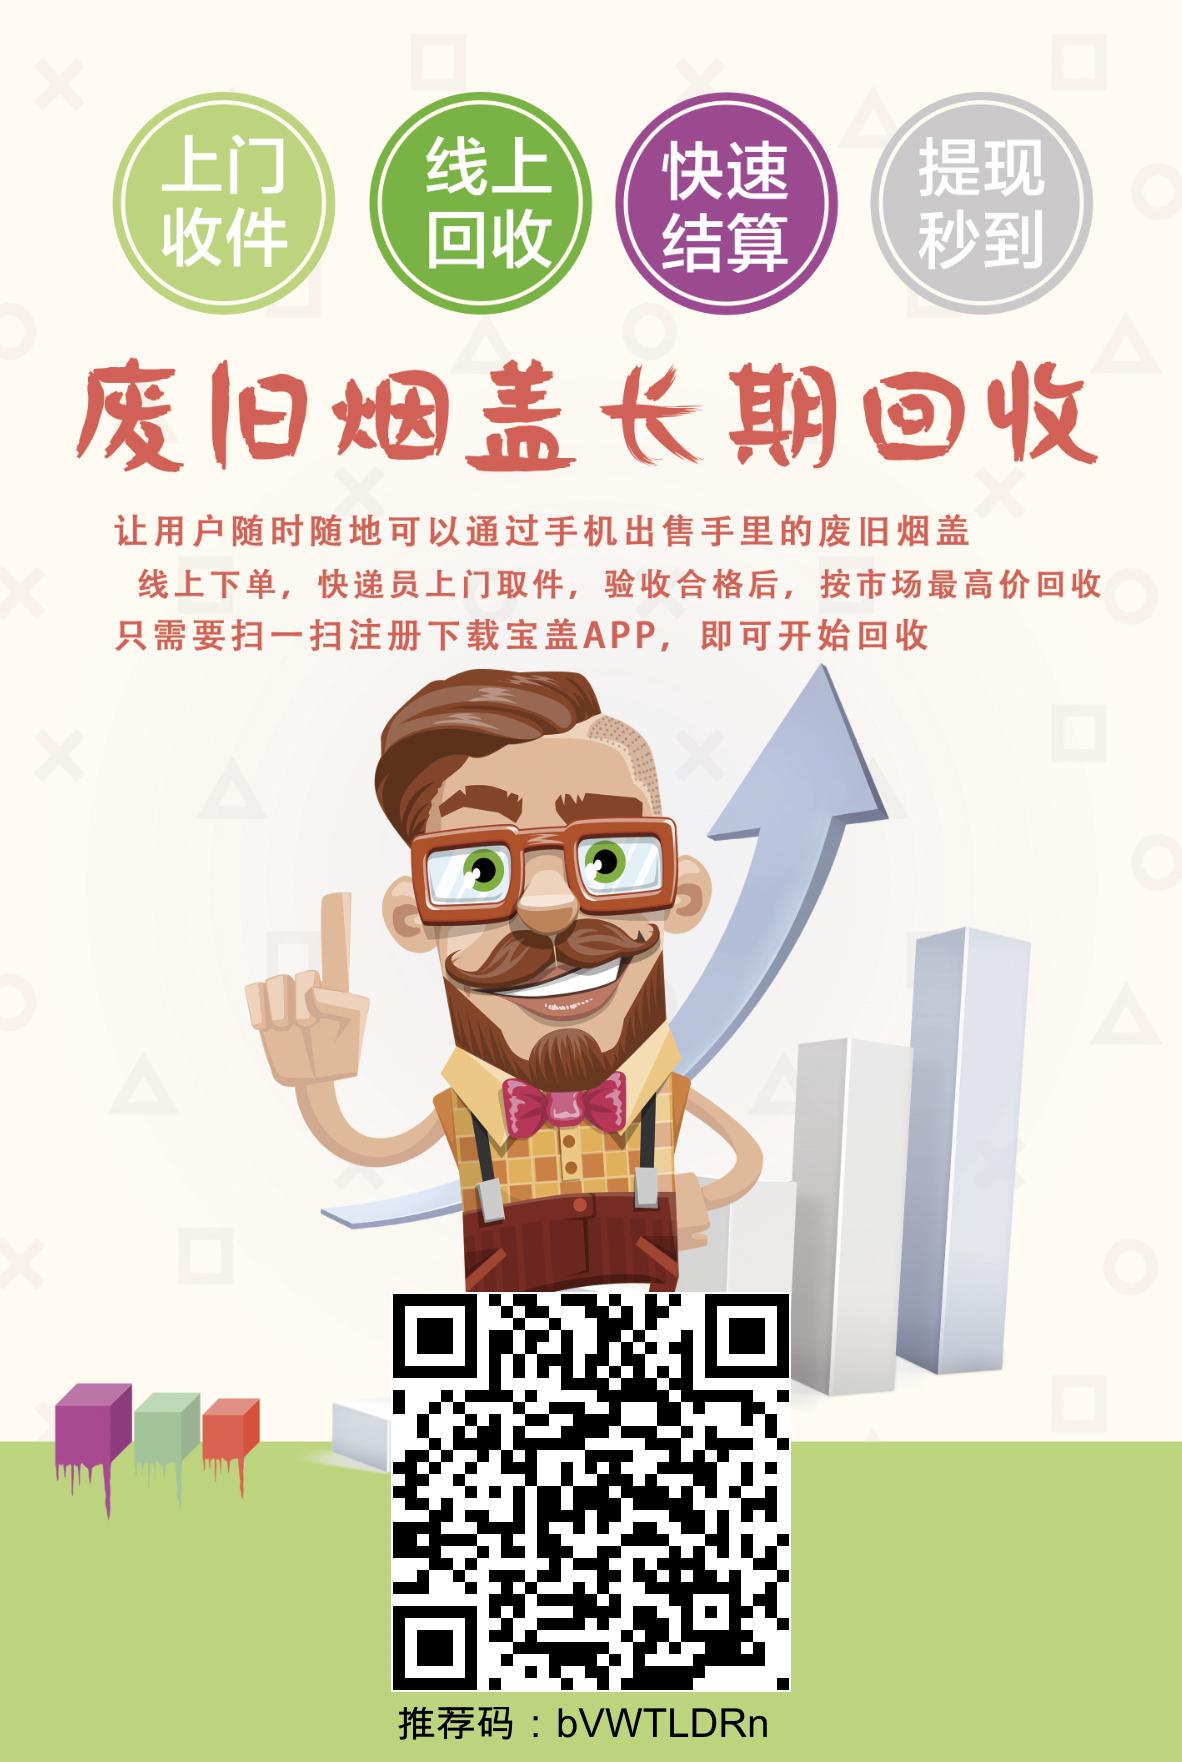 上门
收件
线上
回收
快速
结算
提现
秒到
废旧烟盖长期回收
让用户随时随地可以通过手机出售手里的废旧烟盖
线上下单，快递员上门取件，验收合格后，按市场最高价回收
只需要扫一扫注册下载宝盖APP，即可开始回收
推荐码：bVWTLDRn